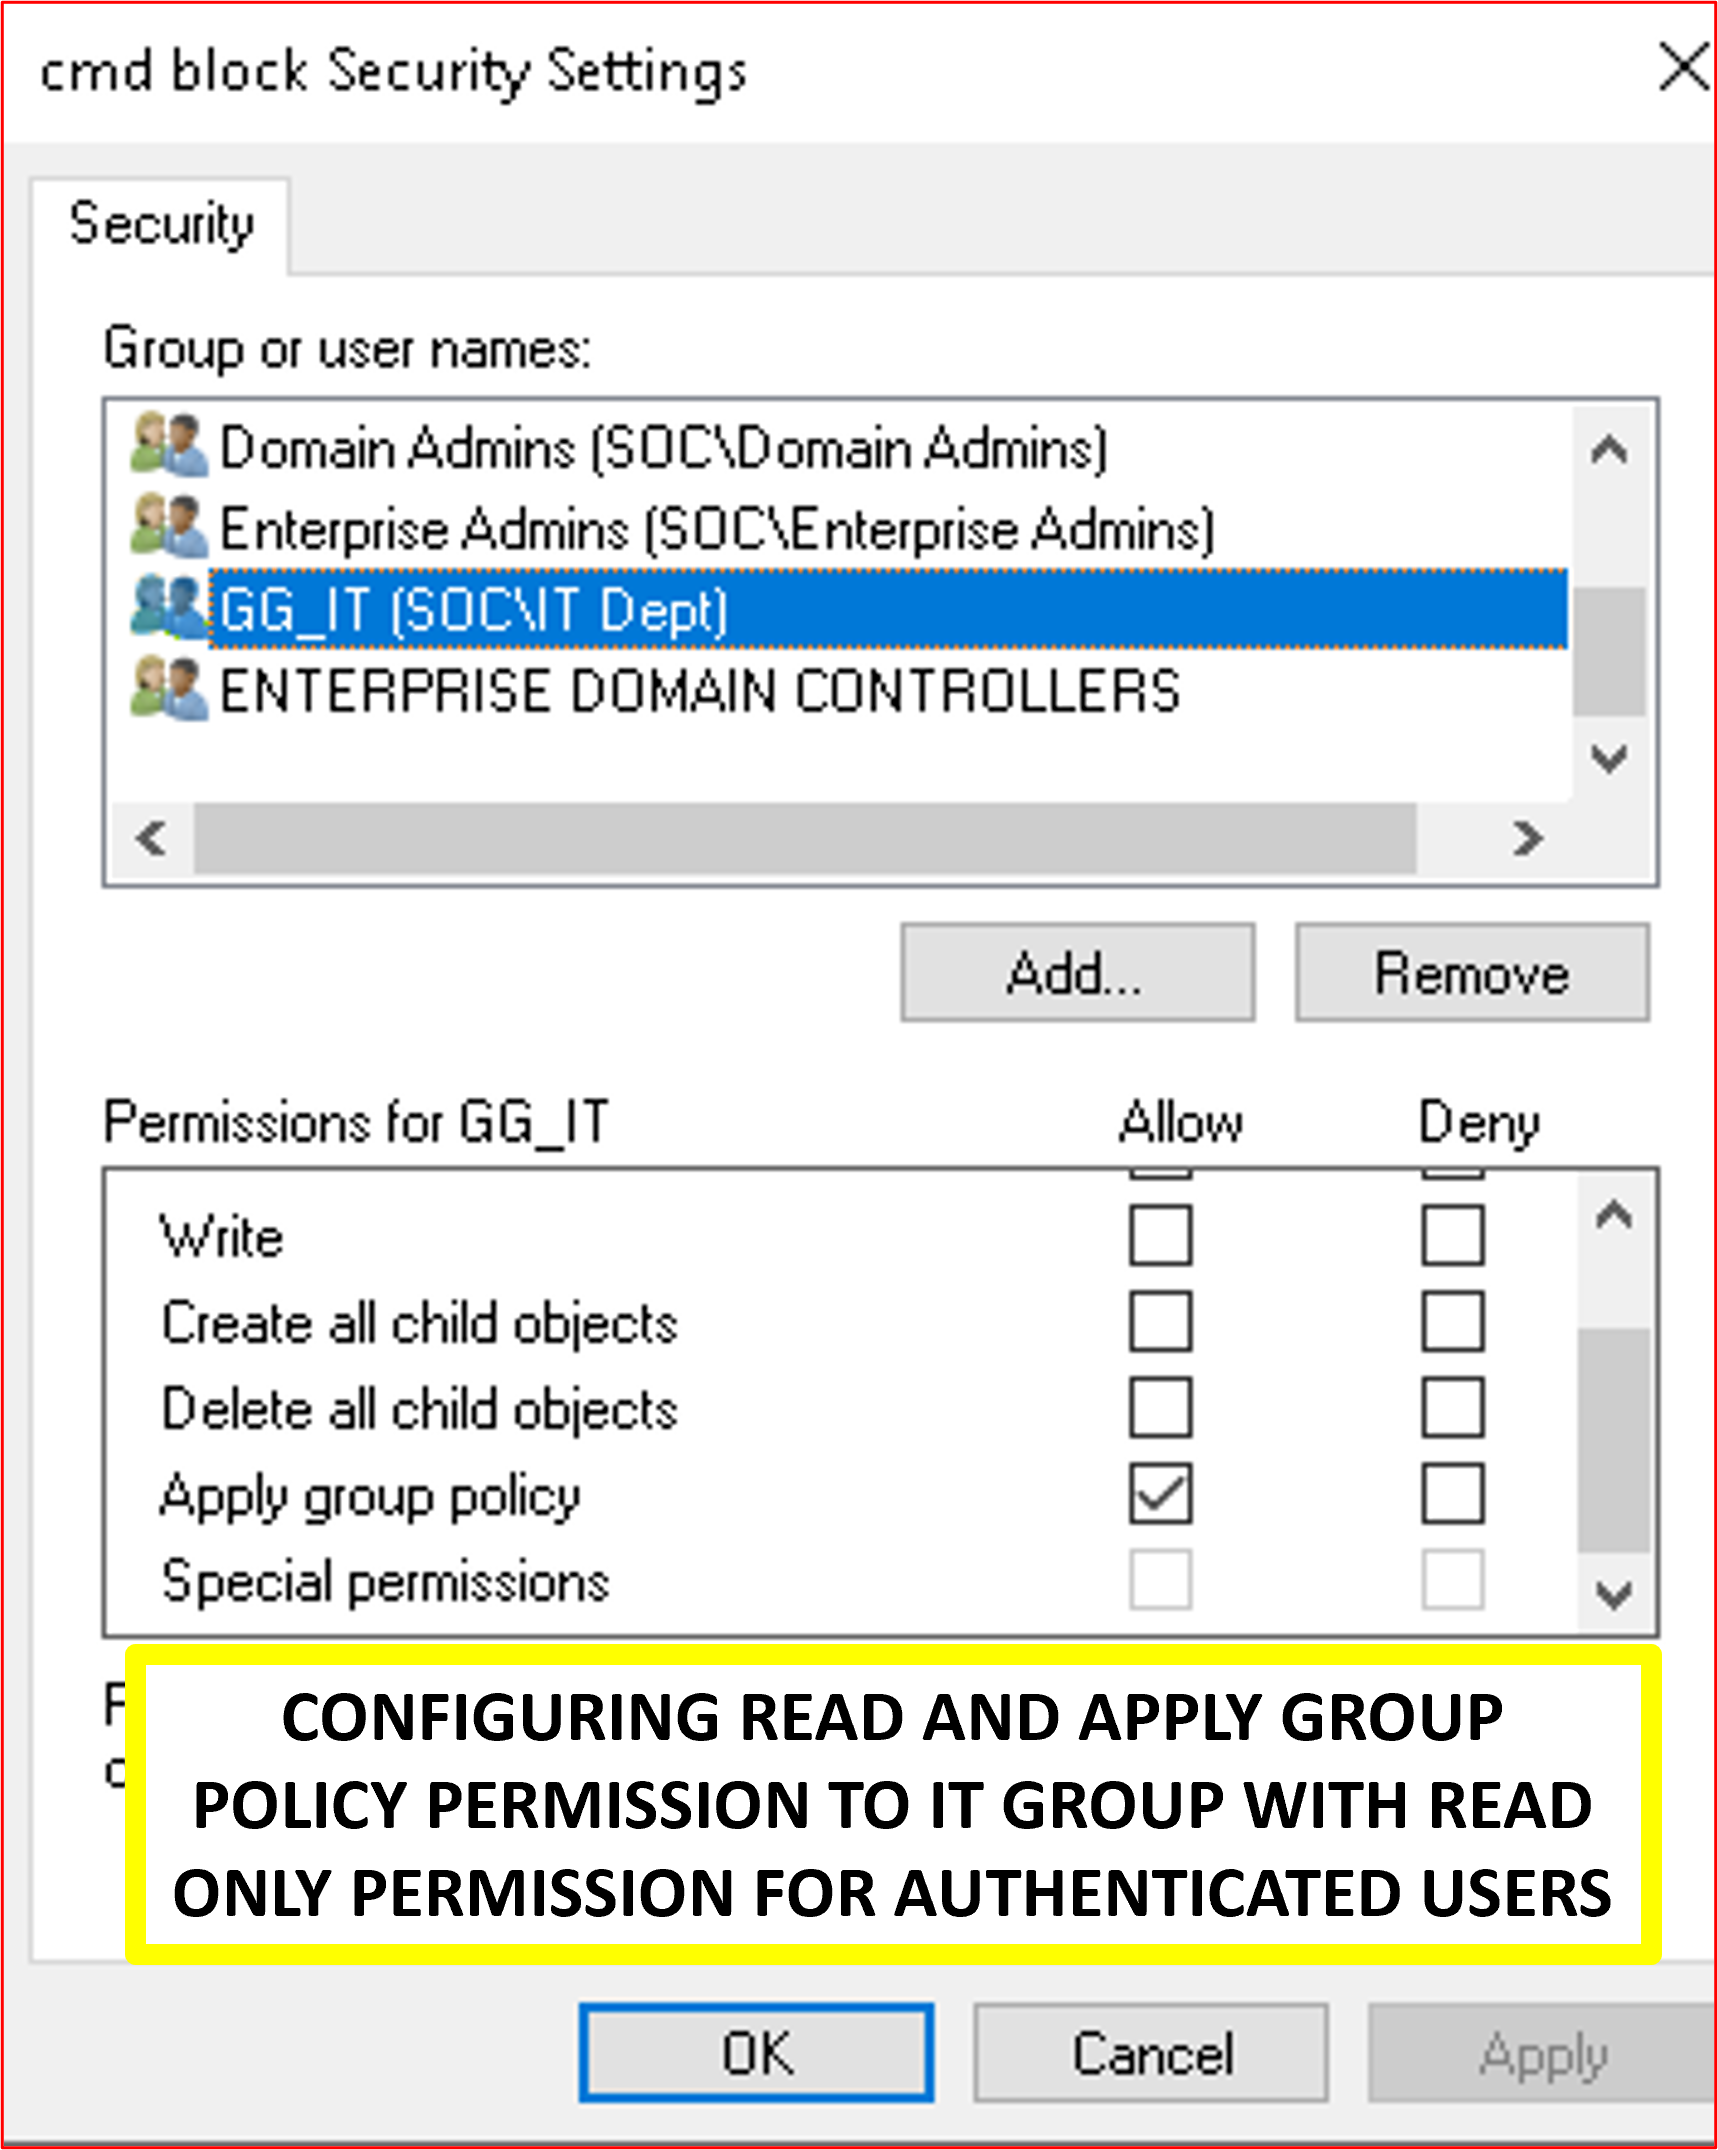 cmd block Security Settings
Security
Group or user names:
Domain Admins (SOC\Domain Admins)
Enterprise Admins (SOC\Enterprise Admins)
GG_IT (SOC\IT Dept)
ENTERPRISE DOMAIN CONTROLLERS
Add...
Remove
Permissions for GG_IT
Allow
Deny
Write
Create all child objects
Delete all child objects
Apply group policy
Special permissions
CONFIGURING READ AND APPLY GROUP
POLICY PERMISSION TO IT GROUP WITH READ
ONLY PERMISSION FOR AUTHENTICATED USERS
OK
Cancel
Apply